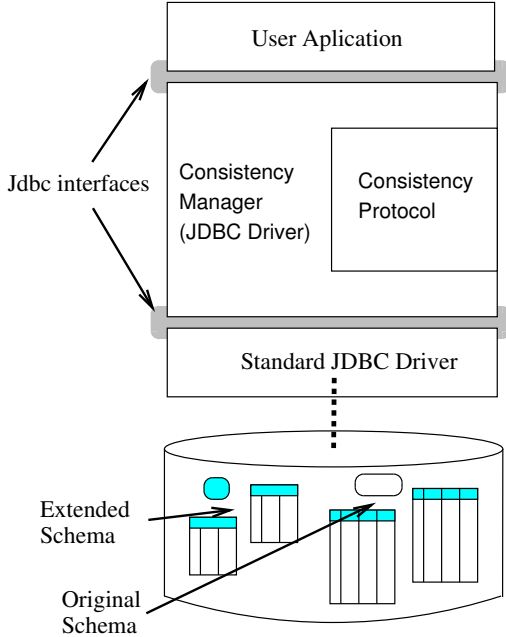 User Aplication
Jdbc interfaces
Consistency
Manager
(JDBC Driver)
Consistency
Protocol
Standard JDBC Driver
Extended
Schema
Original
Schema